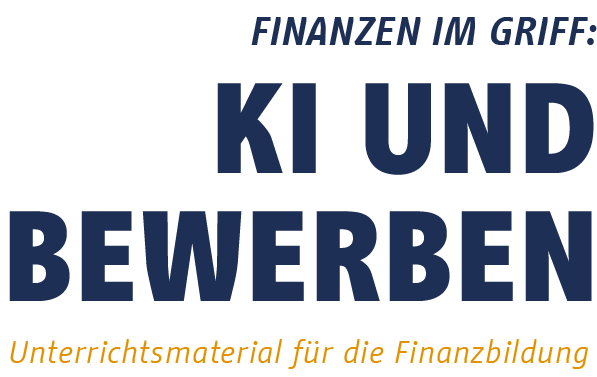 FINANZEN IM GRIFF:
KI UND
BEWERBEN
Unterrichtsmaterial für die Finanzbildung